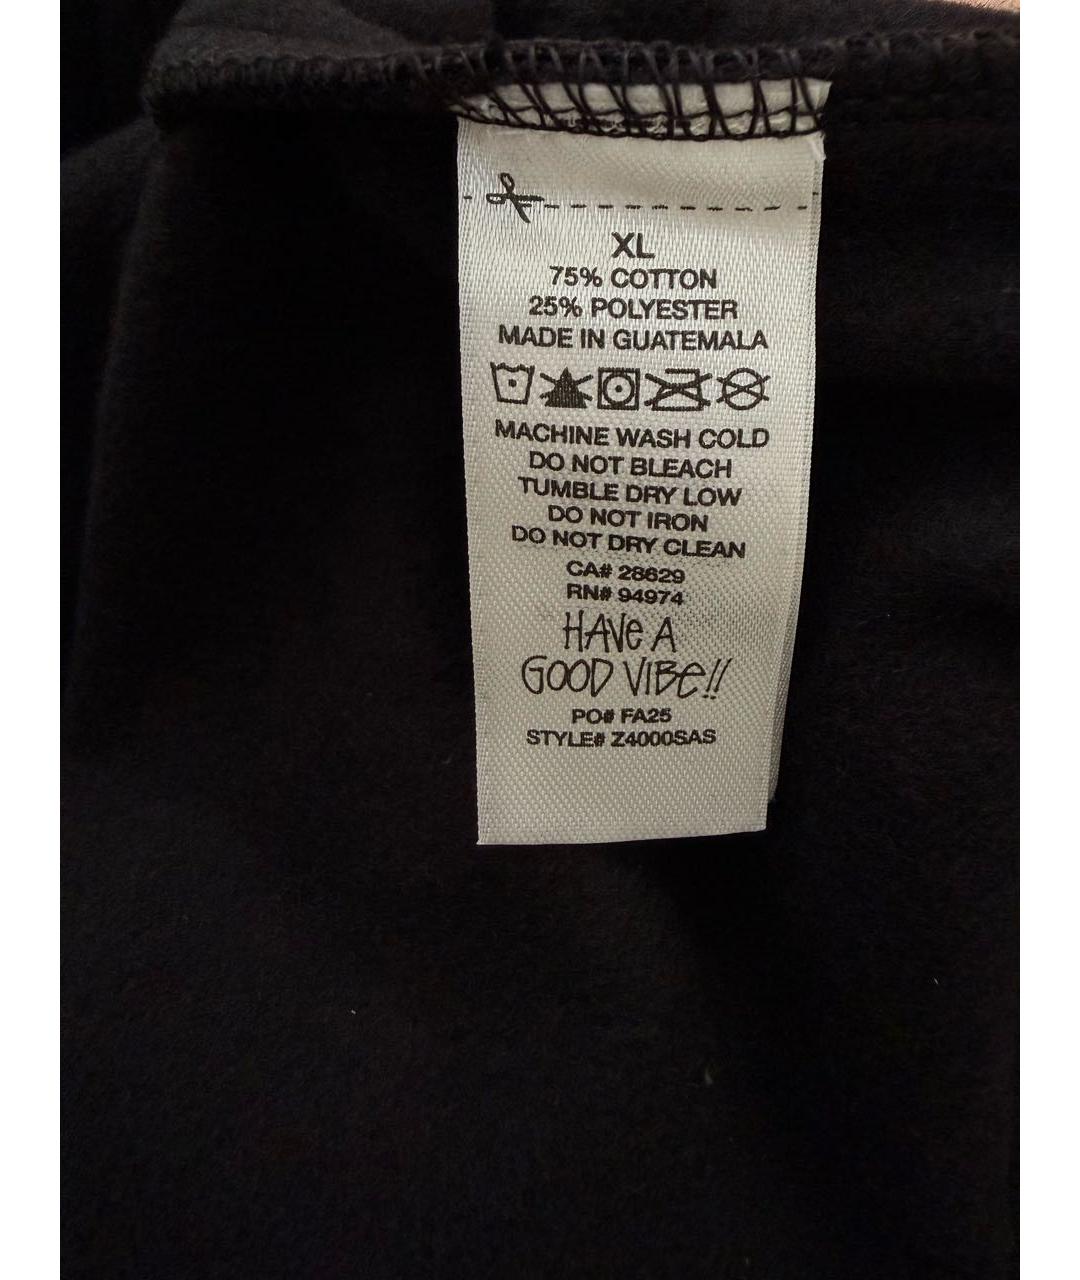 XL
75% COTTON
25% POLYESTER
MADE IN GUATEMALA
MACHINE WASH COLD
DO NOT BLEACH
TUMBLE DRY LOW
DO NOT IRON
DO NOT DRY CLEAN
CA# 28629
RN# 94974
HAVe A
GOOD VIBe!!
PO# FA25
STYLE# Z4000SAS